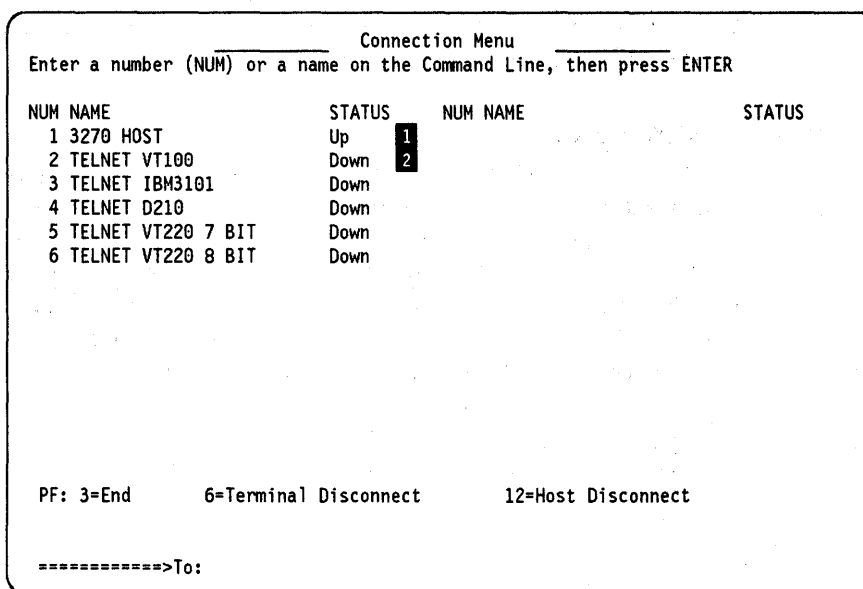 ____________ Connection Menu ____________
Enter a number (NUM) or a name on the Command Line, then press ENTER
NUM NAME STATUS NUM NAME STATUS
1 3270 HOST Up 1
2 TELNET VT100 Down 2
3 TELNET IBM3101 Down
4 TELNET D210 Down
5 TELNET VT220 7 BIT Down
6 TELNET VT220 8 BIT Down
PF: 3=End 6=Terminal Disconnect 12=Host Disconnect
============>To: